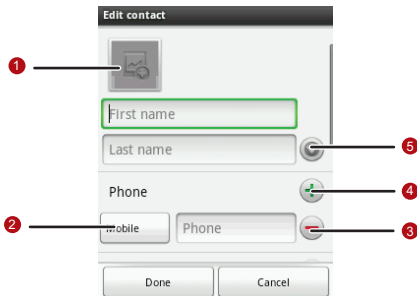 Edit contact
1
First name
Last name
5
Phone
4
2
Mobile
Phone
3
Done
Cancel